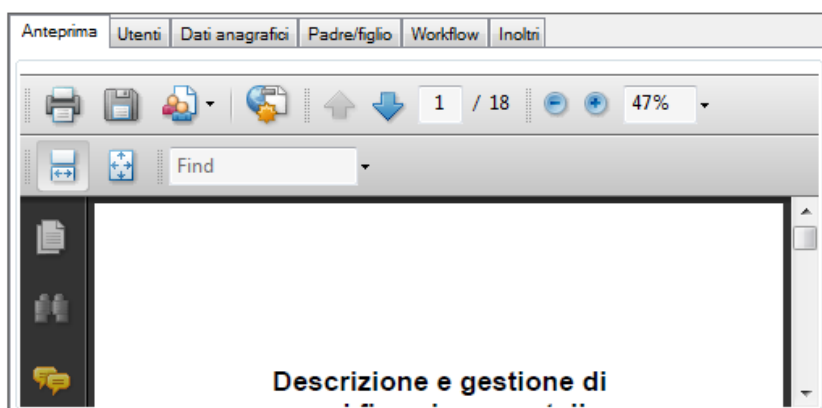 Anteprima Utenti Dati anagrafici Padre/figlio Workflow Inoltri
1 / 18 47%
Find
Descrizione e gestione di